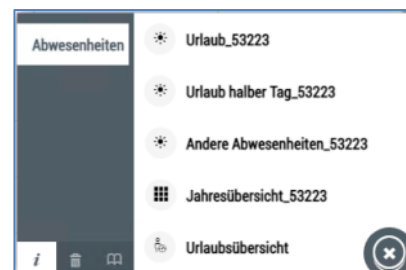 Abwesenheiten
Urlaub_53223
Urlaub halber Tag_53223
Andere Abwesenheiten_53223
Jahresübersicht_53223
Urlaubsübersicht
i